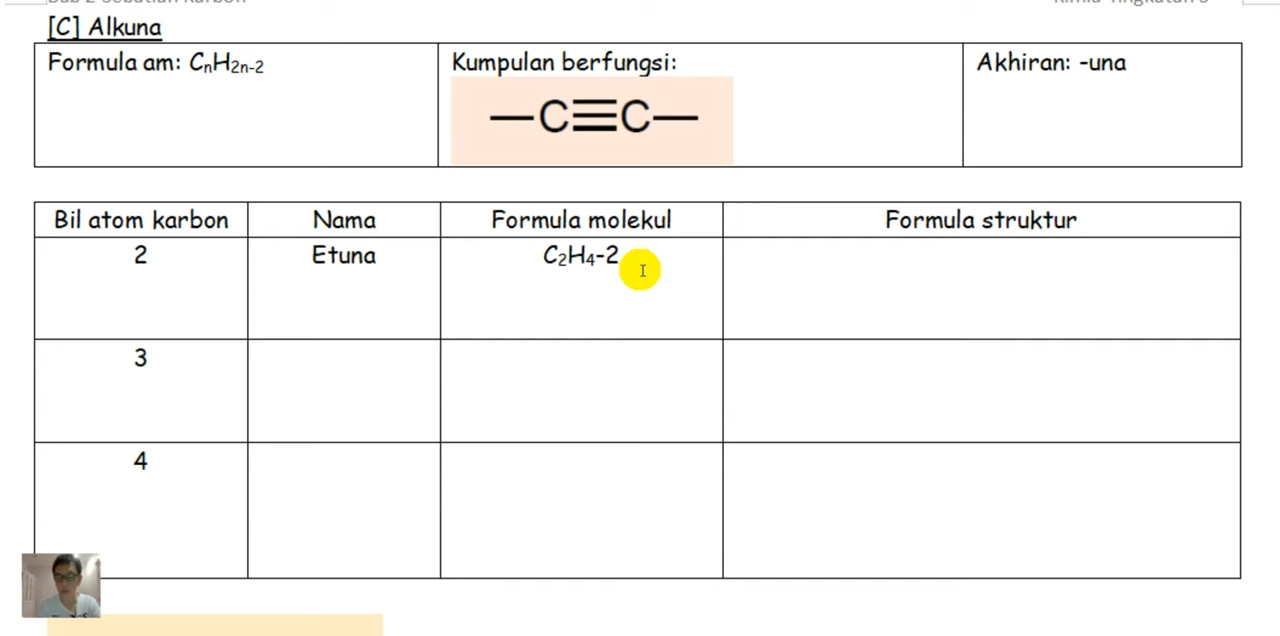 [C] Alkuna
Formula am: CₙH₂ₙ₋₂
Kumpulan berfungsi:
—C≡C—
Akhiran: -una
Bil atom karbon
Nama
Formula molekul
Formula struktur
2
Etuna
C₂H₄-2
3
4